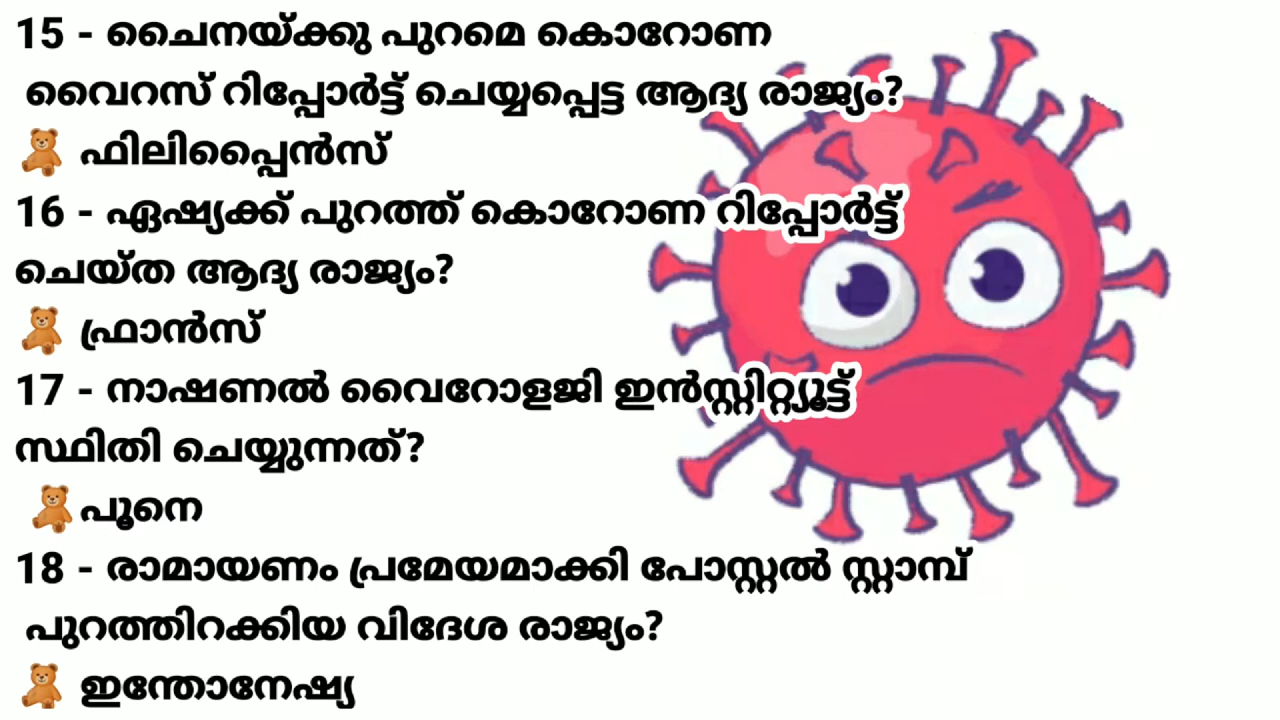 15 - ചൈനയ്ക്കു പുറമെ കൊറോണ
വൈറസ് റിപ്പോർട്ട് ചെയ്യപ്പെട്ട ആദ്യ രാജ്യം?
🧸 ഫിലിപ്പൈൻസ്
16 - ഏഷ്യക്ക് പുറത്ത് കൊറോണ റിപ്പോർട്ട്
ചെയ്ത ആദ്യ രാജ്യം?
🧸 ഫ്രാൻസ്
17 - നാഷണൽ വൈറോളജി ഇൻസ്റ്റിറ്റ്യൂട്ട്
സ്ഥിതി ചെയ്യുന്നത്?
🧸പൂനെ
18 - രാമായണം പ്രമേയമാക്കി പോസ്റ്റൽ സ്റ്റാമ്പ്
പുറത്തിറക്കിയ വിദേശ രാജ്യം?
🧸 ഇന്തോനേഷ്യ